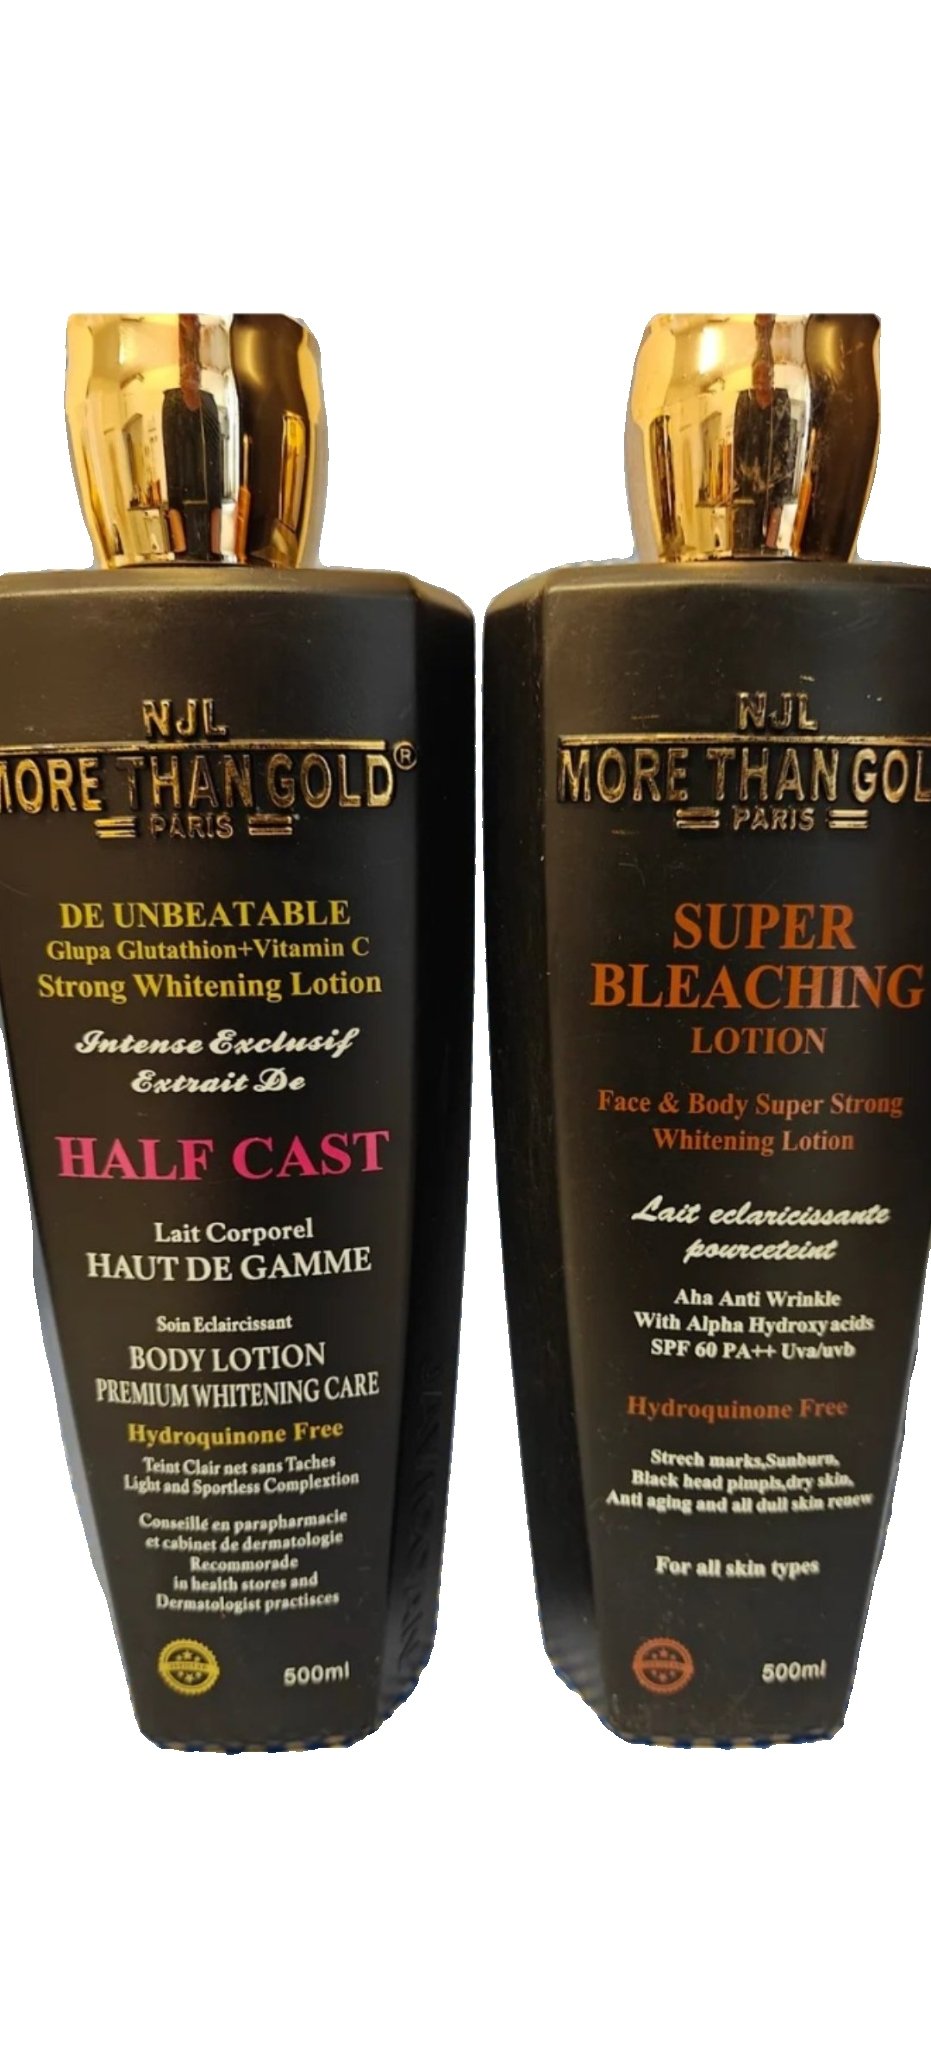 NJL
MORE THAN GOLD®
PARIS
DE UNBEATABLE
Glupa Glutathion+Vitamin C
Strong Whitening Lotion
Intense Exclusif
Extrait De
HALF CAST
Lait Corporel
HAUT DE GAMME
Soin Eclaircissant
BODY LOTION
PREMIUM WHITENING CARE
Hydroquinone Free
Teint Clair net sans Taches
Light and Sportless Complextion
Conseillé en parapharmacie
et cabinet de dermatologie
Recommorade
in health stores and
Dermatologist practisces
500ml
NJL
MORE THAN GOL
PARIS
SUPER
BLEACHING
LOTION
Face & Body Super Strong
Whitening Lotion
Lait eclaricissante
pourceteint
Aha Anti Wrinkle
With Alpha Hydroxy acids
SPF 60 PA++ Uva/uvb
Hydroquinone Free
Strech marks,Sunburn,
Black head pimpls,dry skin,
Anti aging and all dull skin renew
For all skin types
500ml